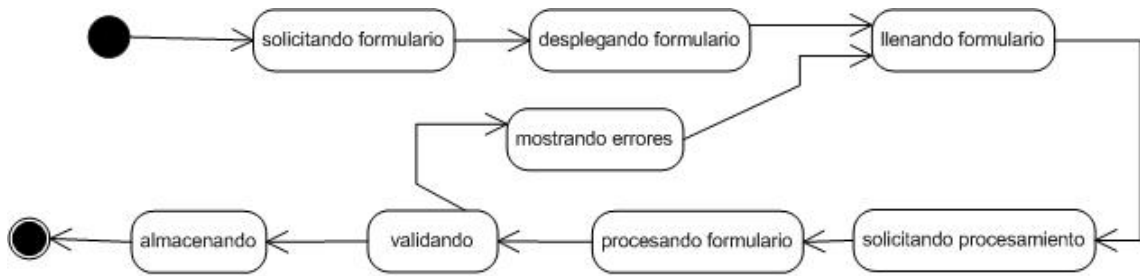 solicitando formulario
desplegando formulario
llenando formulario
mostrando errores
almacenando
validando
procesando formulario
solicitando procesamiento